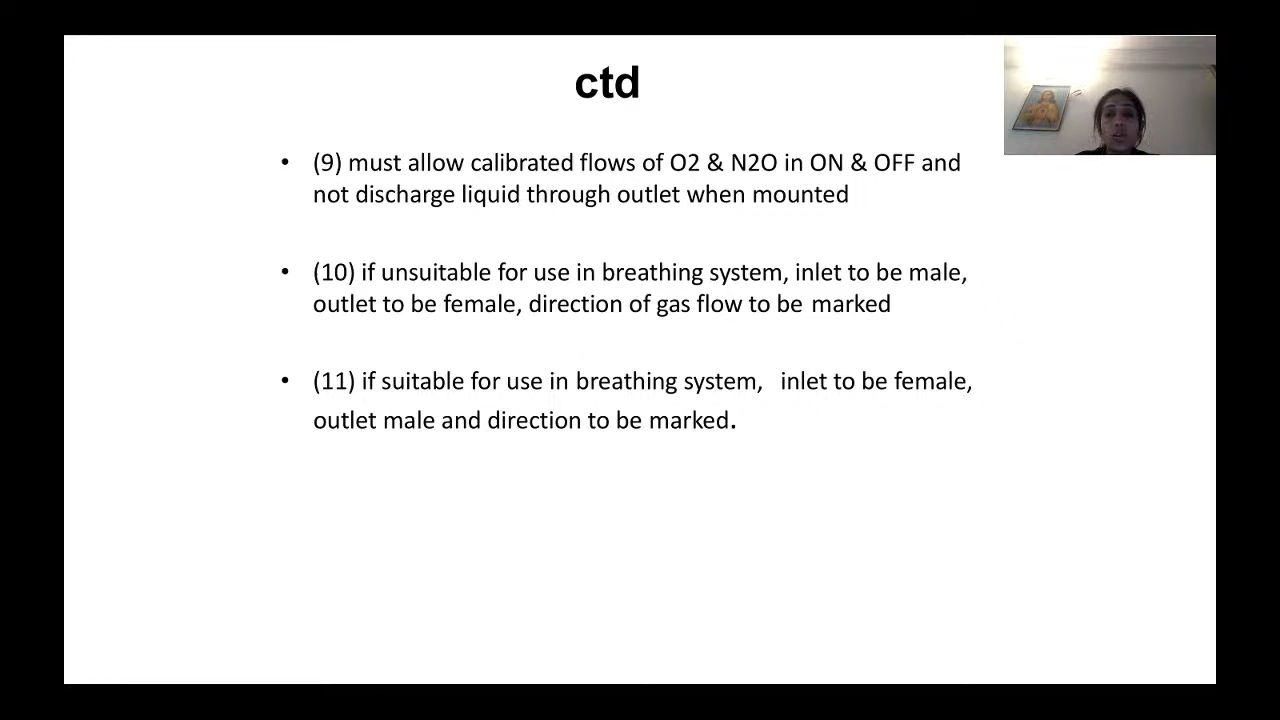 ctd
• (9) must allow calibrated flows of O2 & N2O in ON & OFF and
not discharge liquid through outlet when mounted
• (10) if unsuitable for use in breathing system, inlet to be male,
outlet to be female, direction of gas flow to be marked
• (11) if suitable for use in breathing system, inlet to be female,
outlet male and direction to be marked.